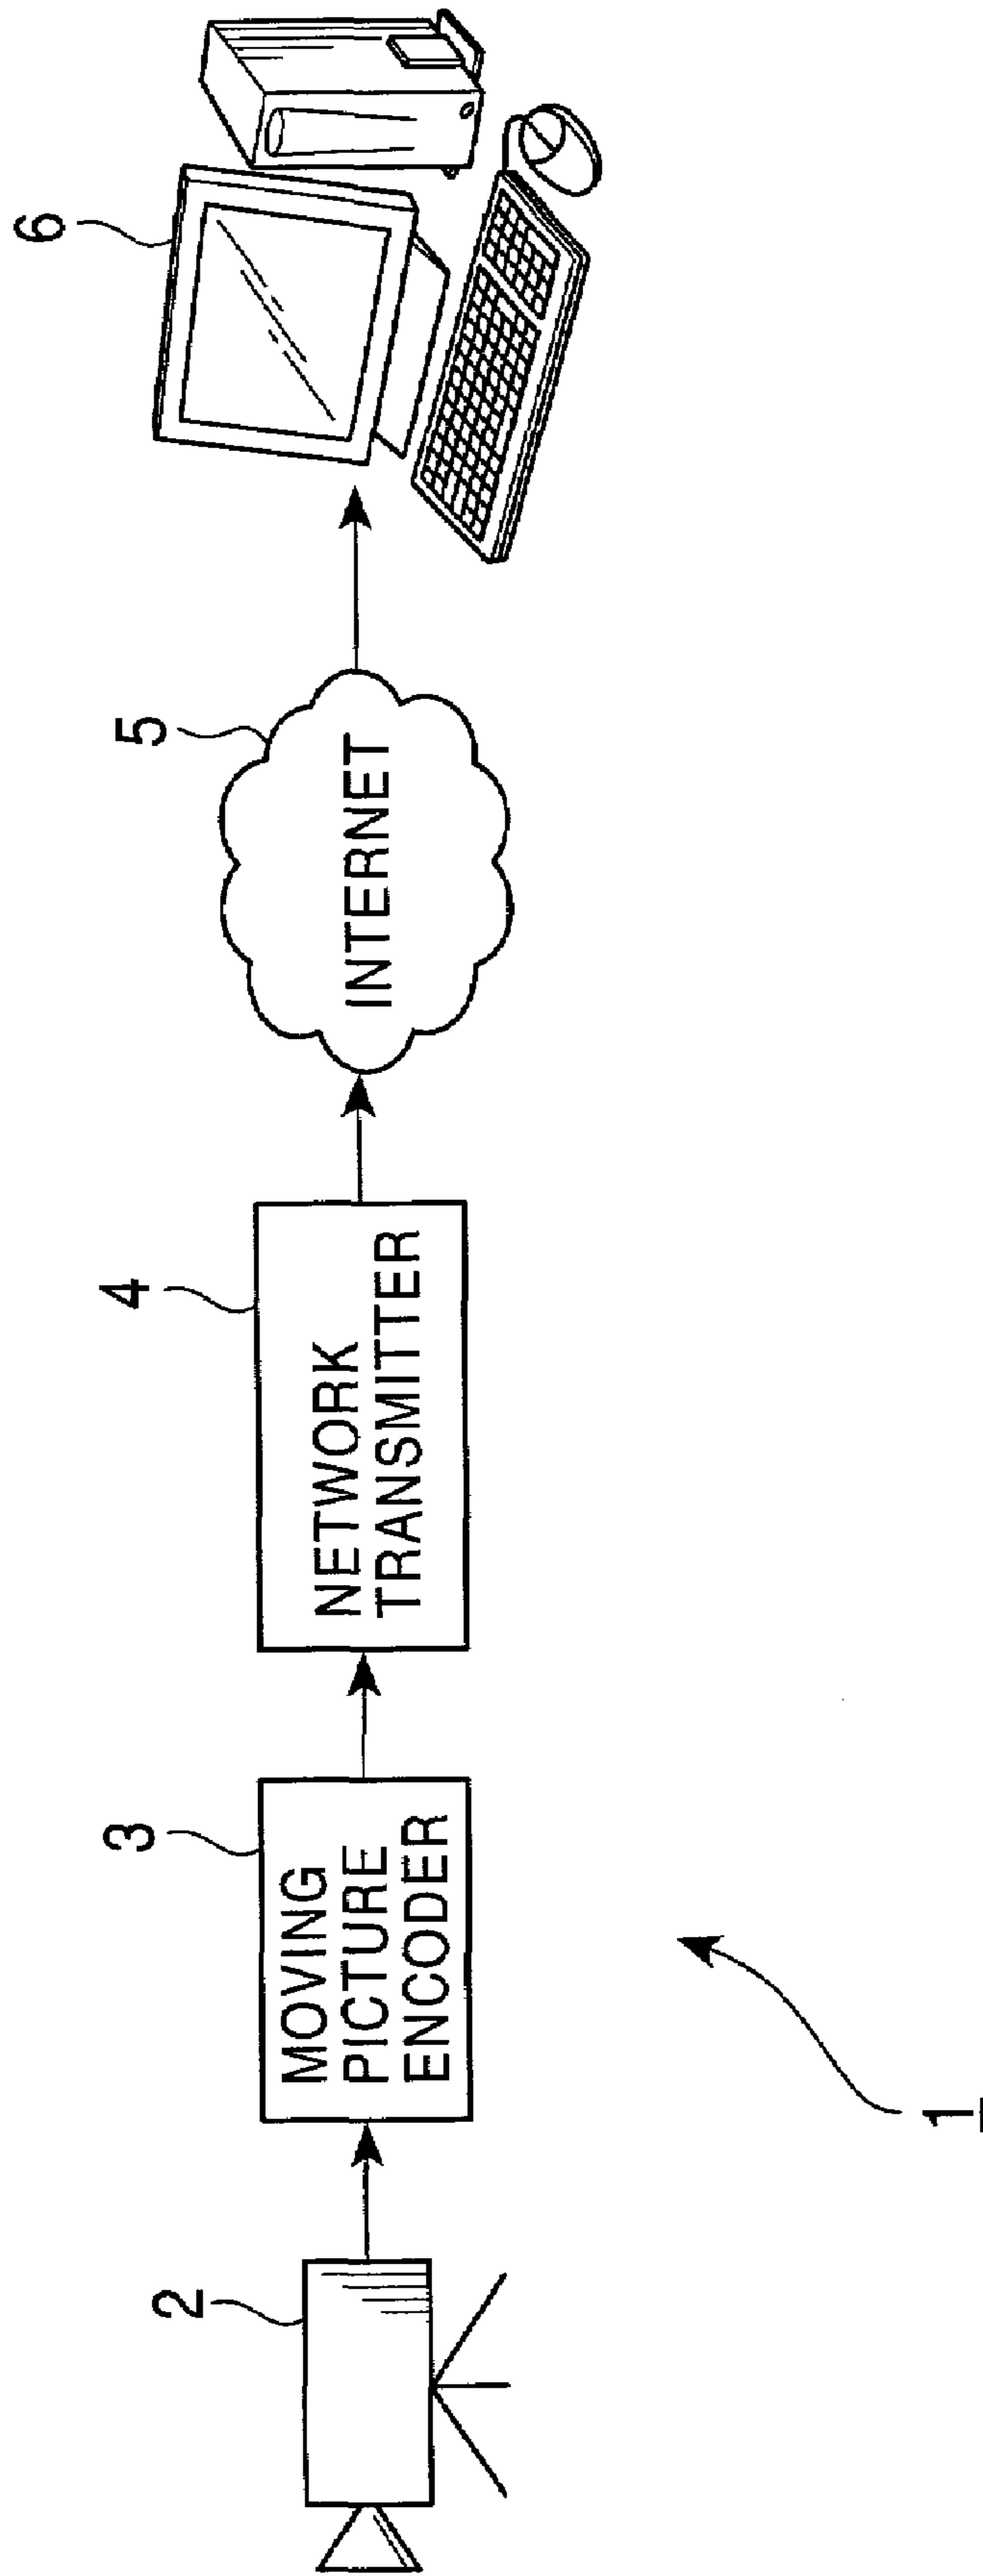 2
3
MOVING
PICTURE
ENCODER
4
NETWORK
TRANSMITTER
5
INTERNET
6
1